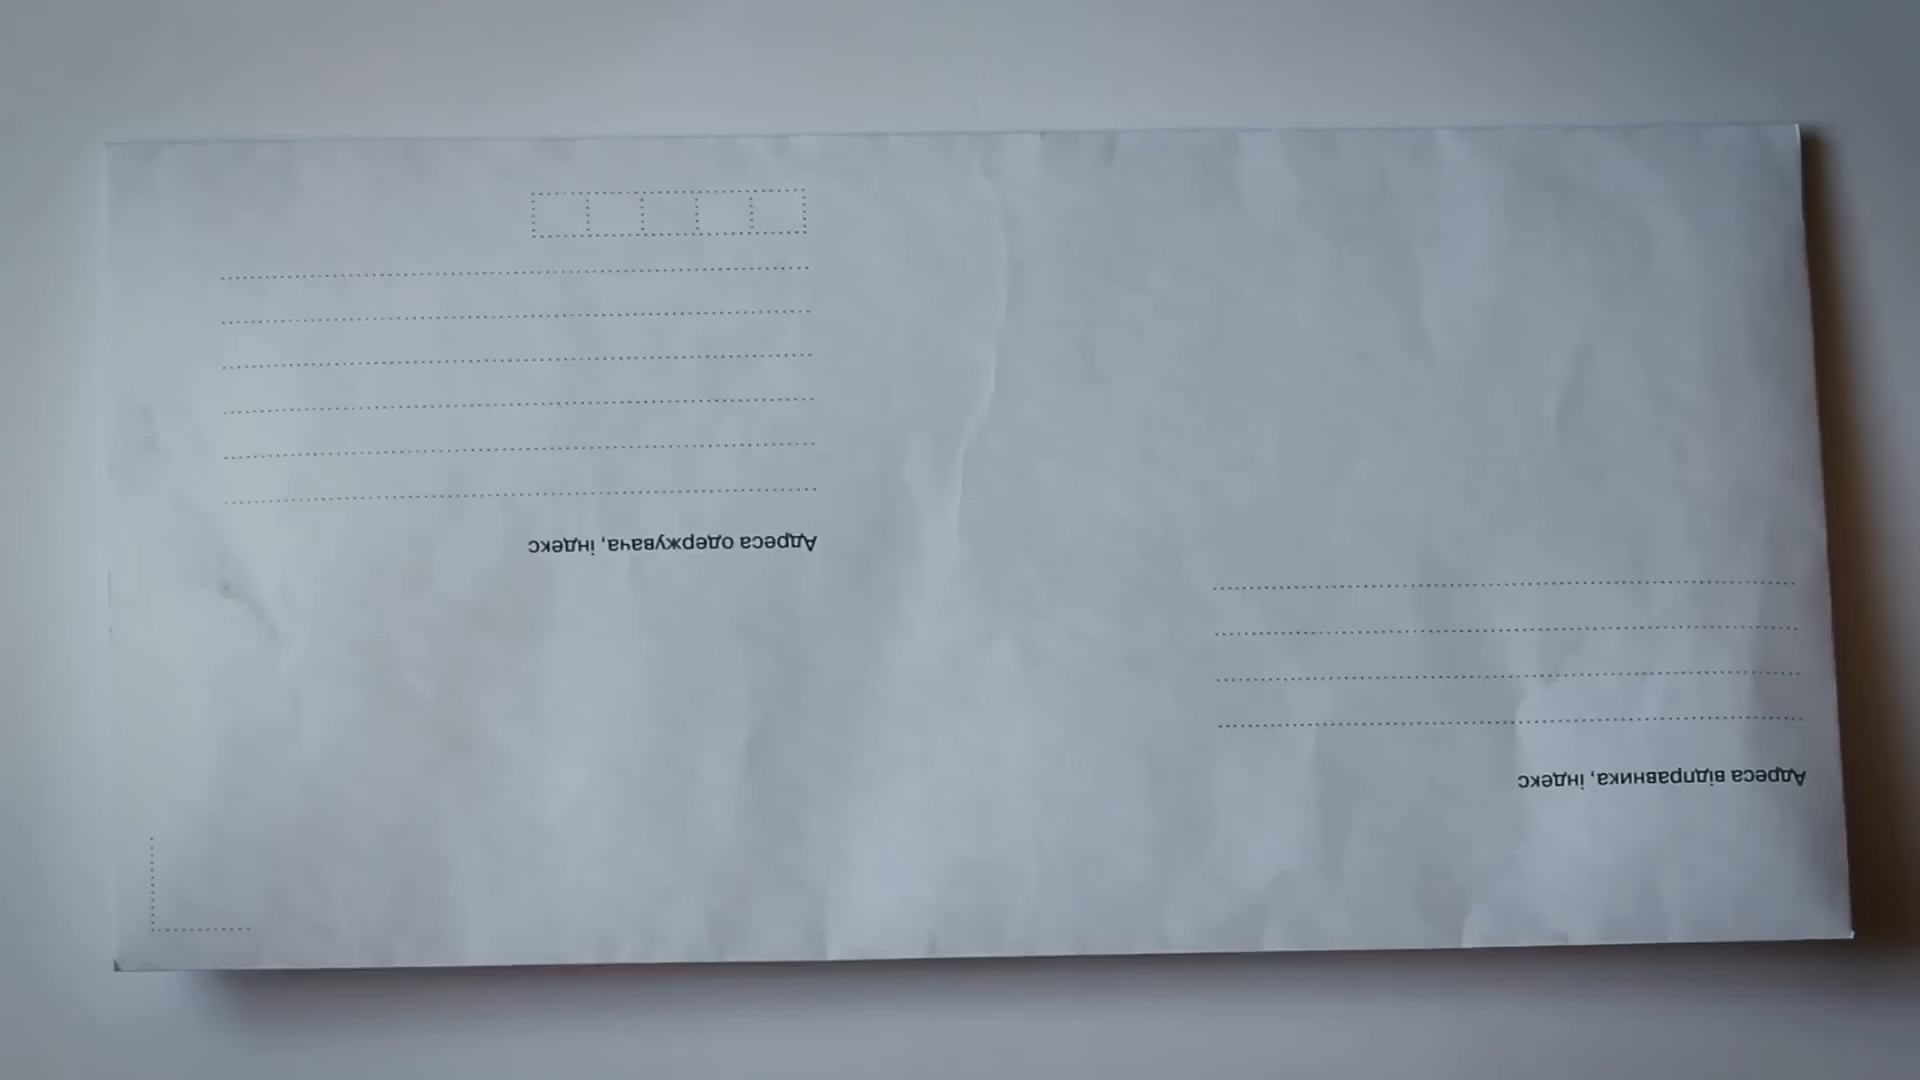 Адреса відправника, індекс
Адреса одержувача, індекс